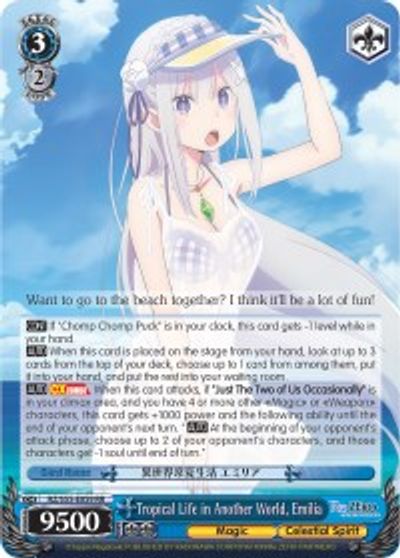 3
2
Want to go to the beach together? I think it'll be a lot of fun!
CONT If "Chomp Chomp Puck" is in your clock, this card gets -1 level while in
your hand.
AUTO When this card is placed on the stage from your hand, look at up to 3
cards from the top of your deck, choose up to 1 card from among them, put
it into your hand, and put the rest into your waiting room.
AUTO CX COMBO When this card attacks, if "Just The Two of Us Occasionally" is
in your climax area, and you have 4 or more other «Magic» or «Weapon»
characters, this card gets +1000 power and the following ability until the
end of your opponent's next turn. "AUTO At the beginning of your opponent's
attack phase, choose up to 2 of your opponent's characters, and those
characters get -1 soul until end of turn."
異世界涼夏生活 エミリア
9500
Tropical Life in Another World, Emilia
Magic
Celestial Spirit